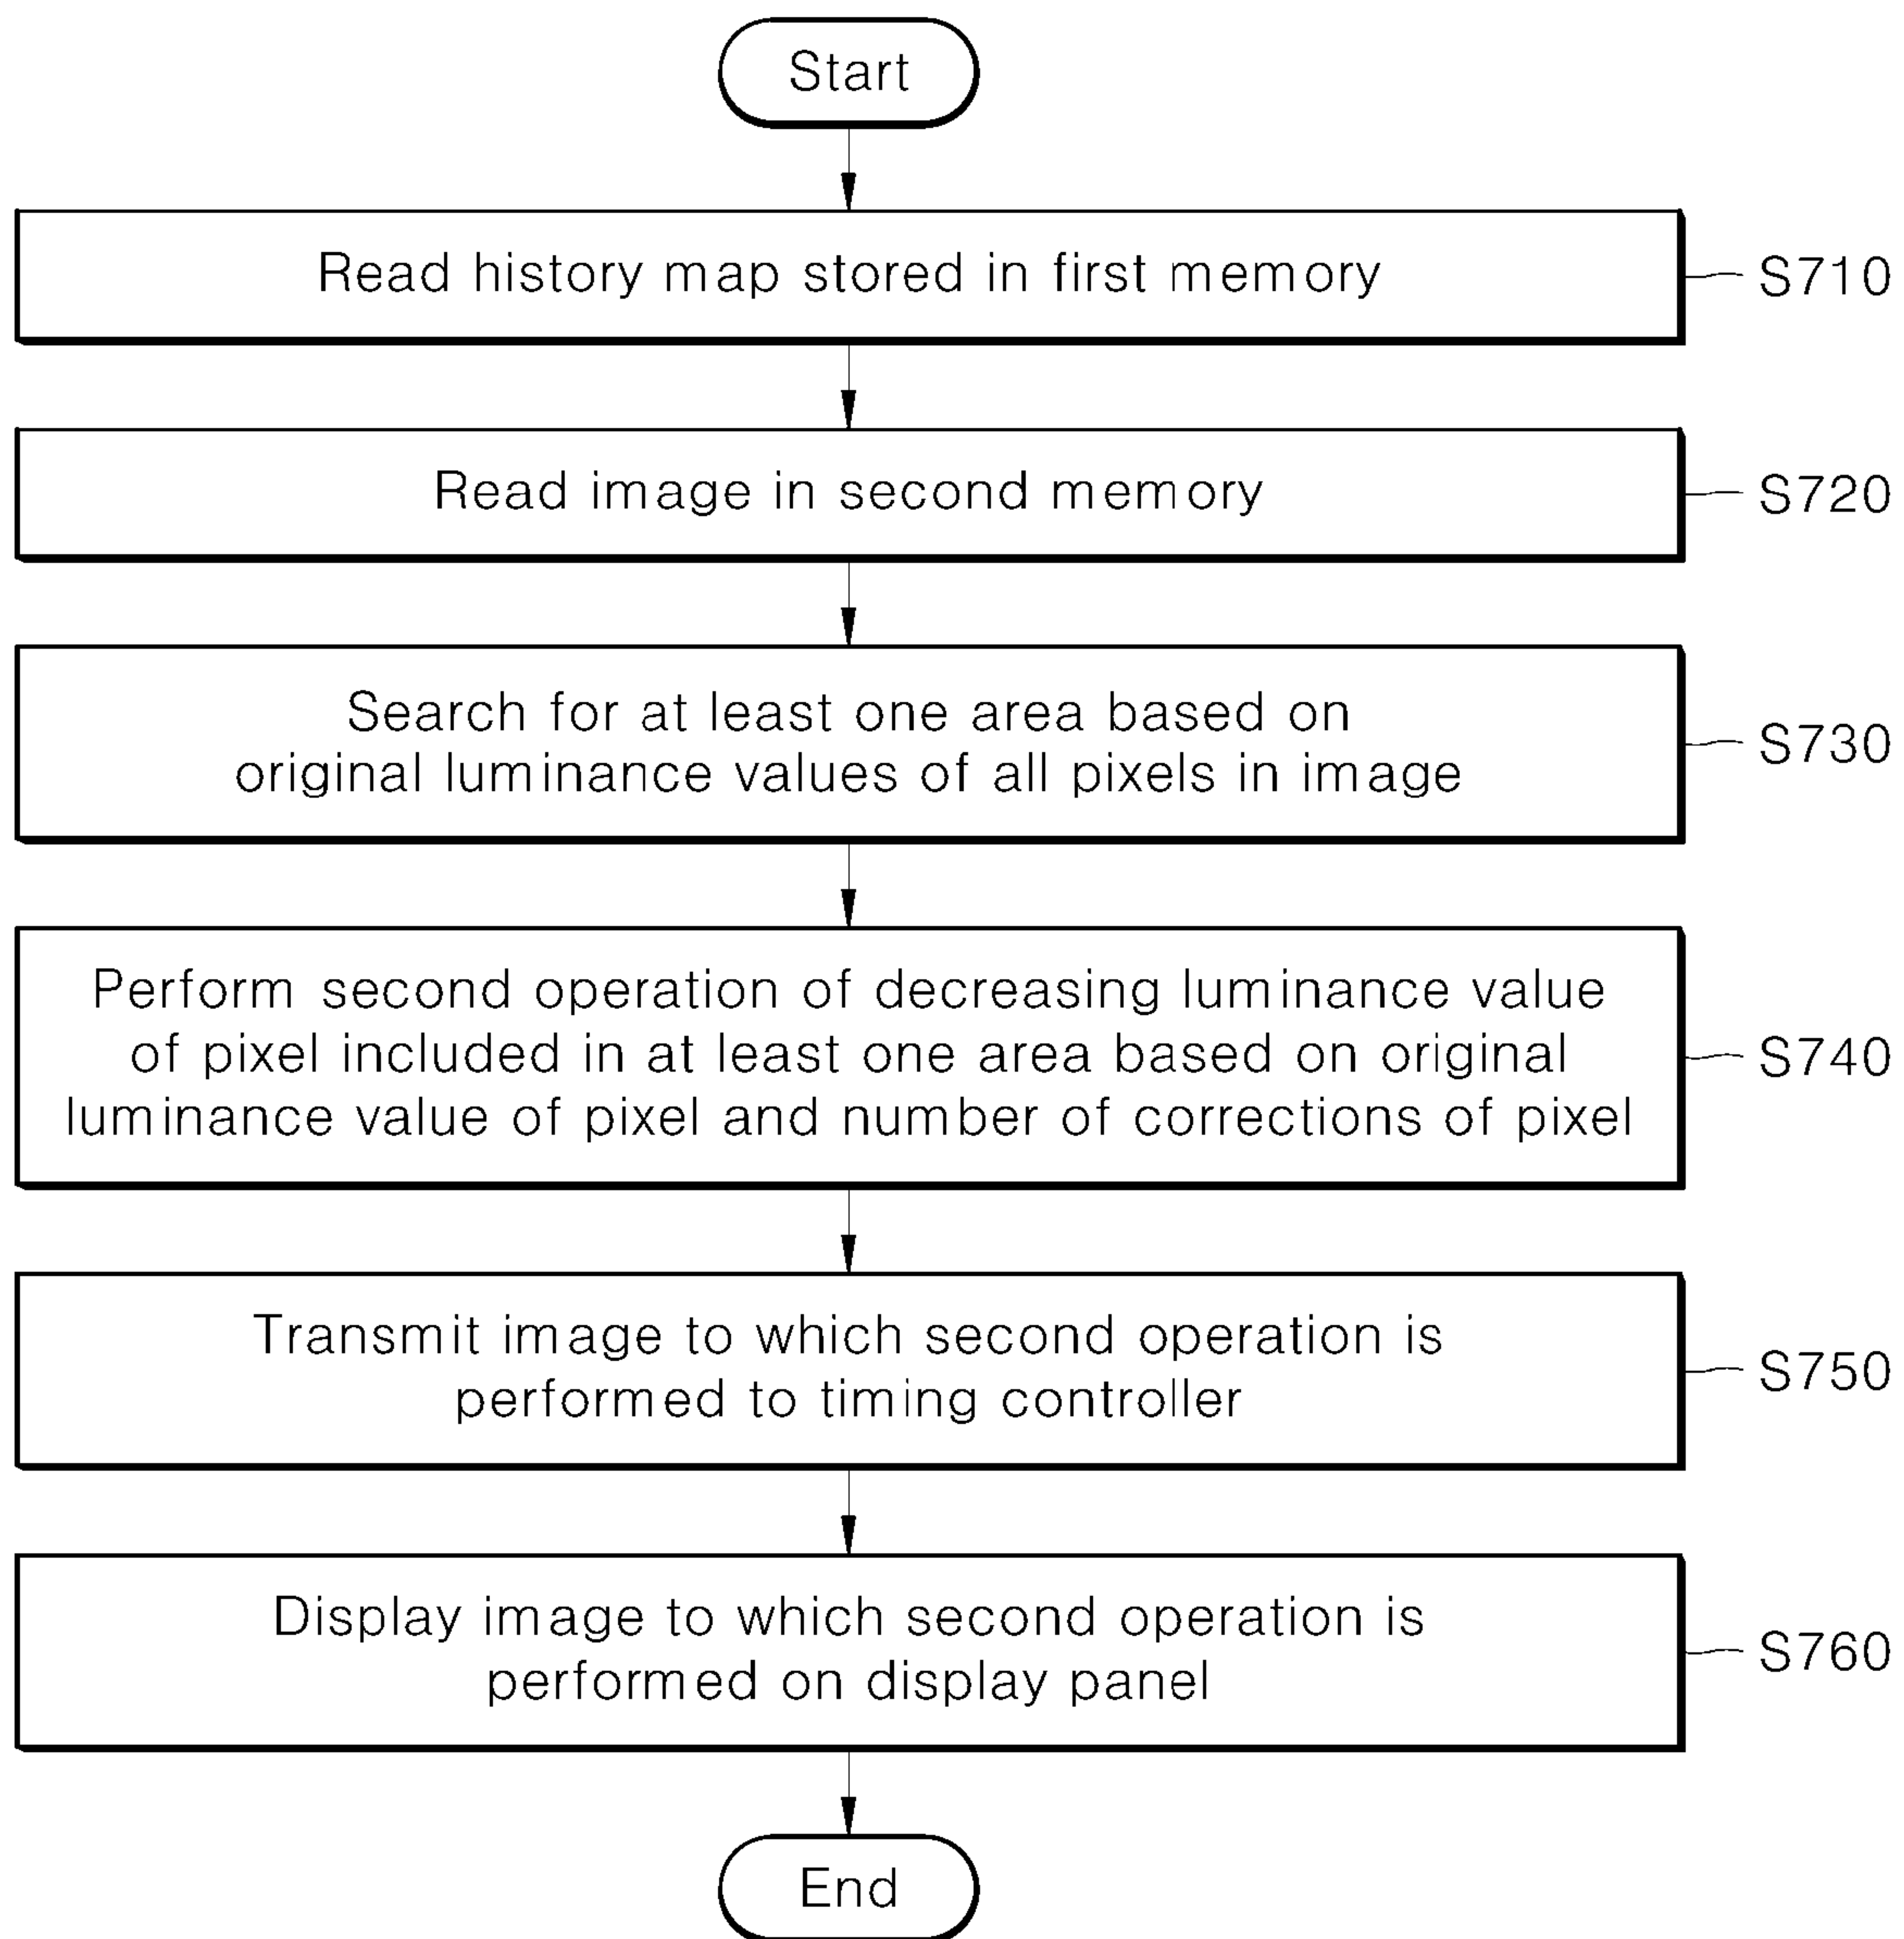 Start
Read history map stored in first memory
S710
Read image in second memory
S720
Search for at least one area based on
original luminance values of all pixels in image
S730
Perform second operation of decreasing luminance value
of pixel included in at least one area based on original
luminance value of pixel and number of corrections of pixel
S740
Transmit image to which second operation is
performed to timing controller
S750
Display image to which second operation is
performed on display panel
S760
End